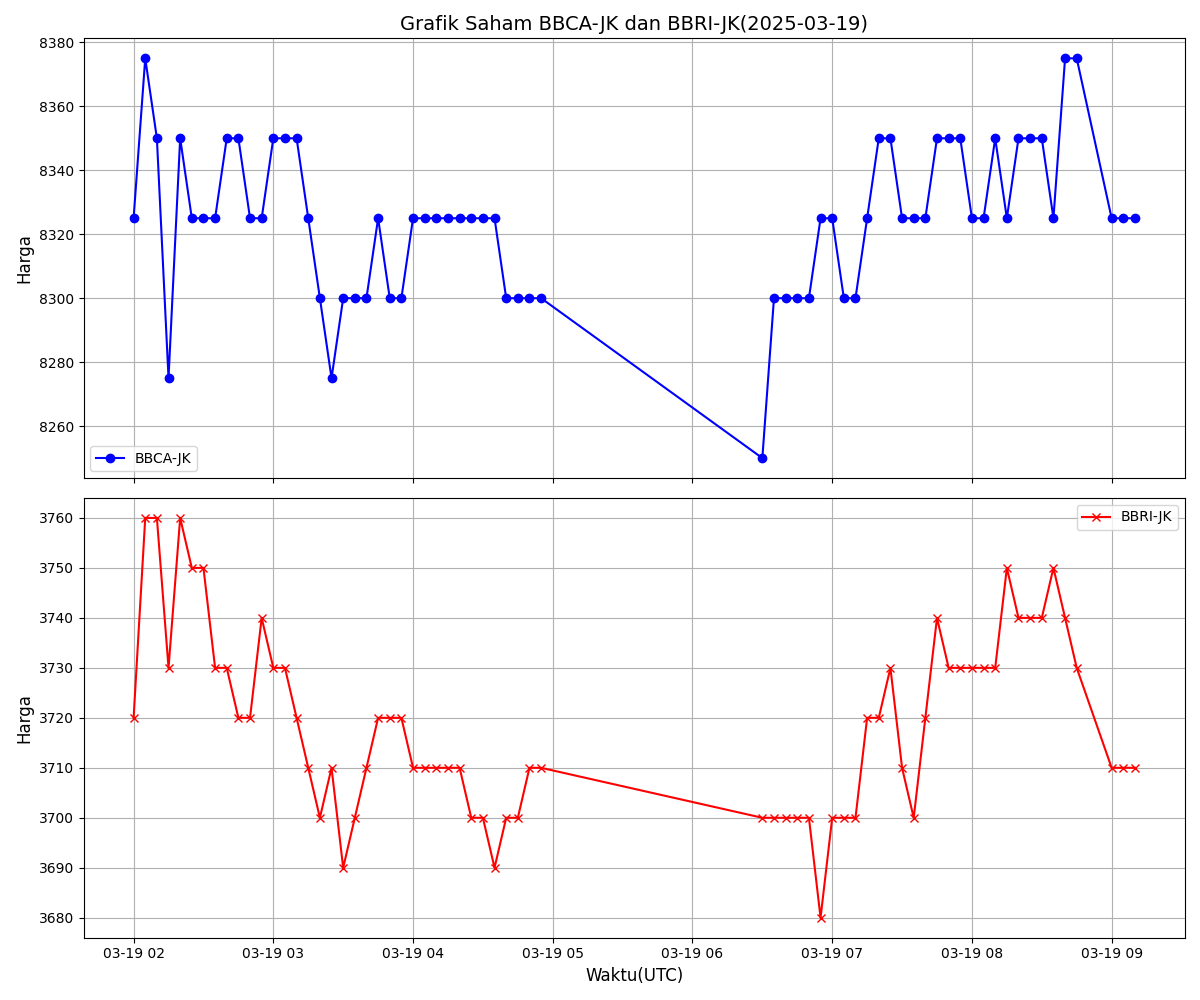 Grafik Saham BBCA-JK dan BBRI-JK(2025-03-19)
8380
8360
8340
8320
8300
8280
8260
Harga
BBCA-JK
3760
3750
3740
3730
3720
3710
3700
3690
3680
Harga
BBRI-JK
03-19 02 03-19 03 03-19 04 03-19 05 03-19 06 03-19 07 03-19 08 03-19 09
Waktu(UTC)